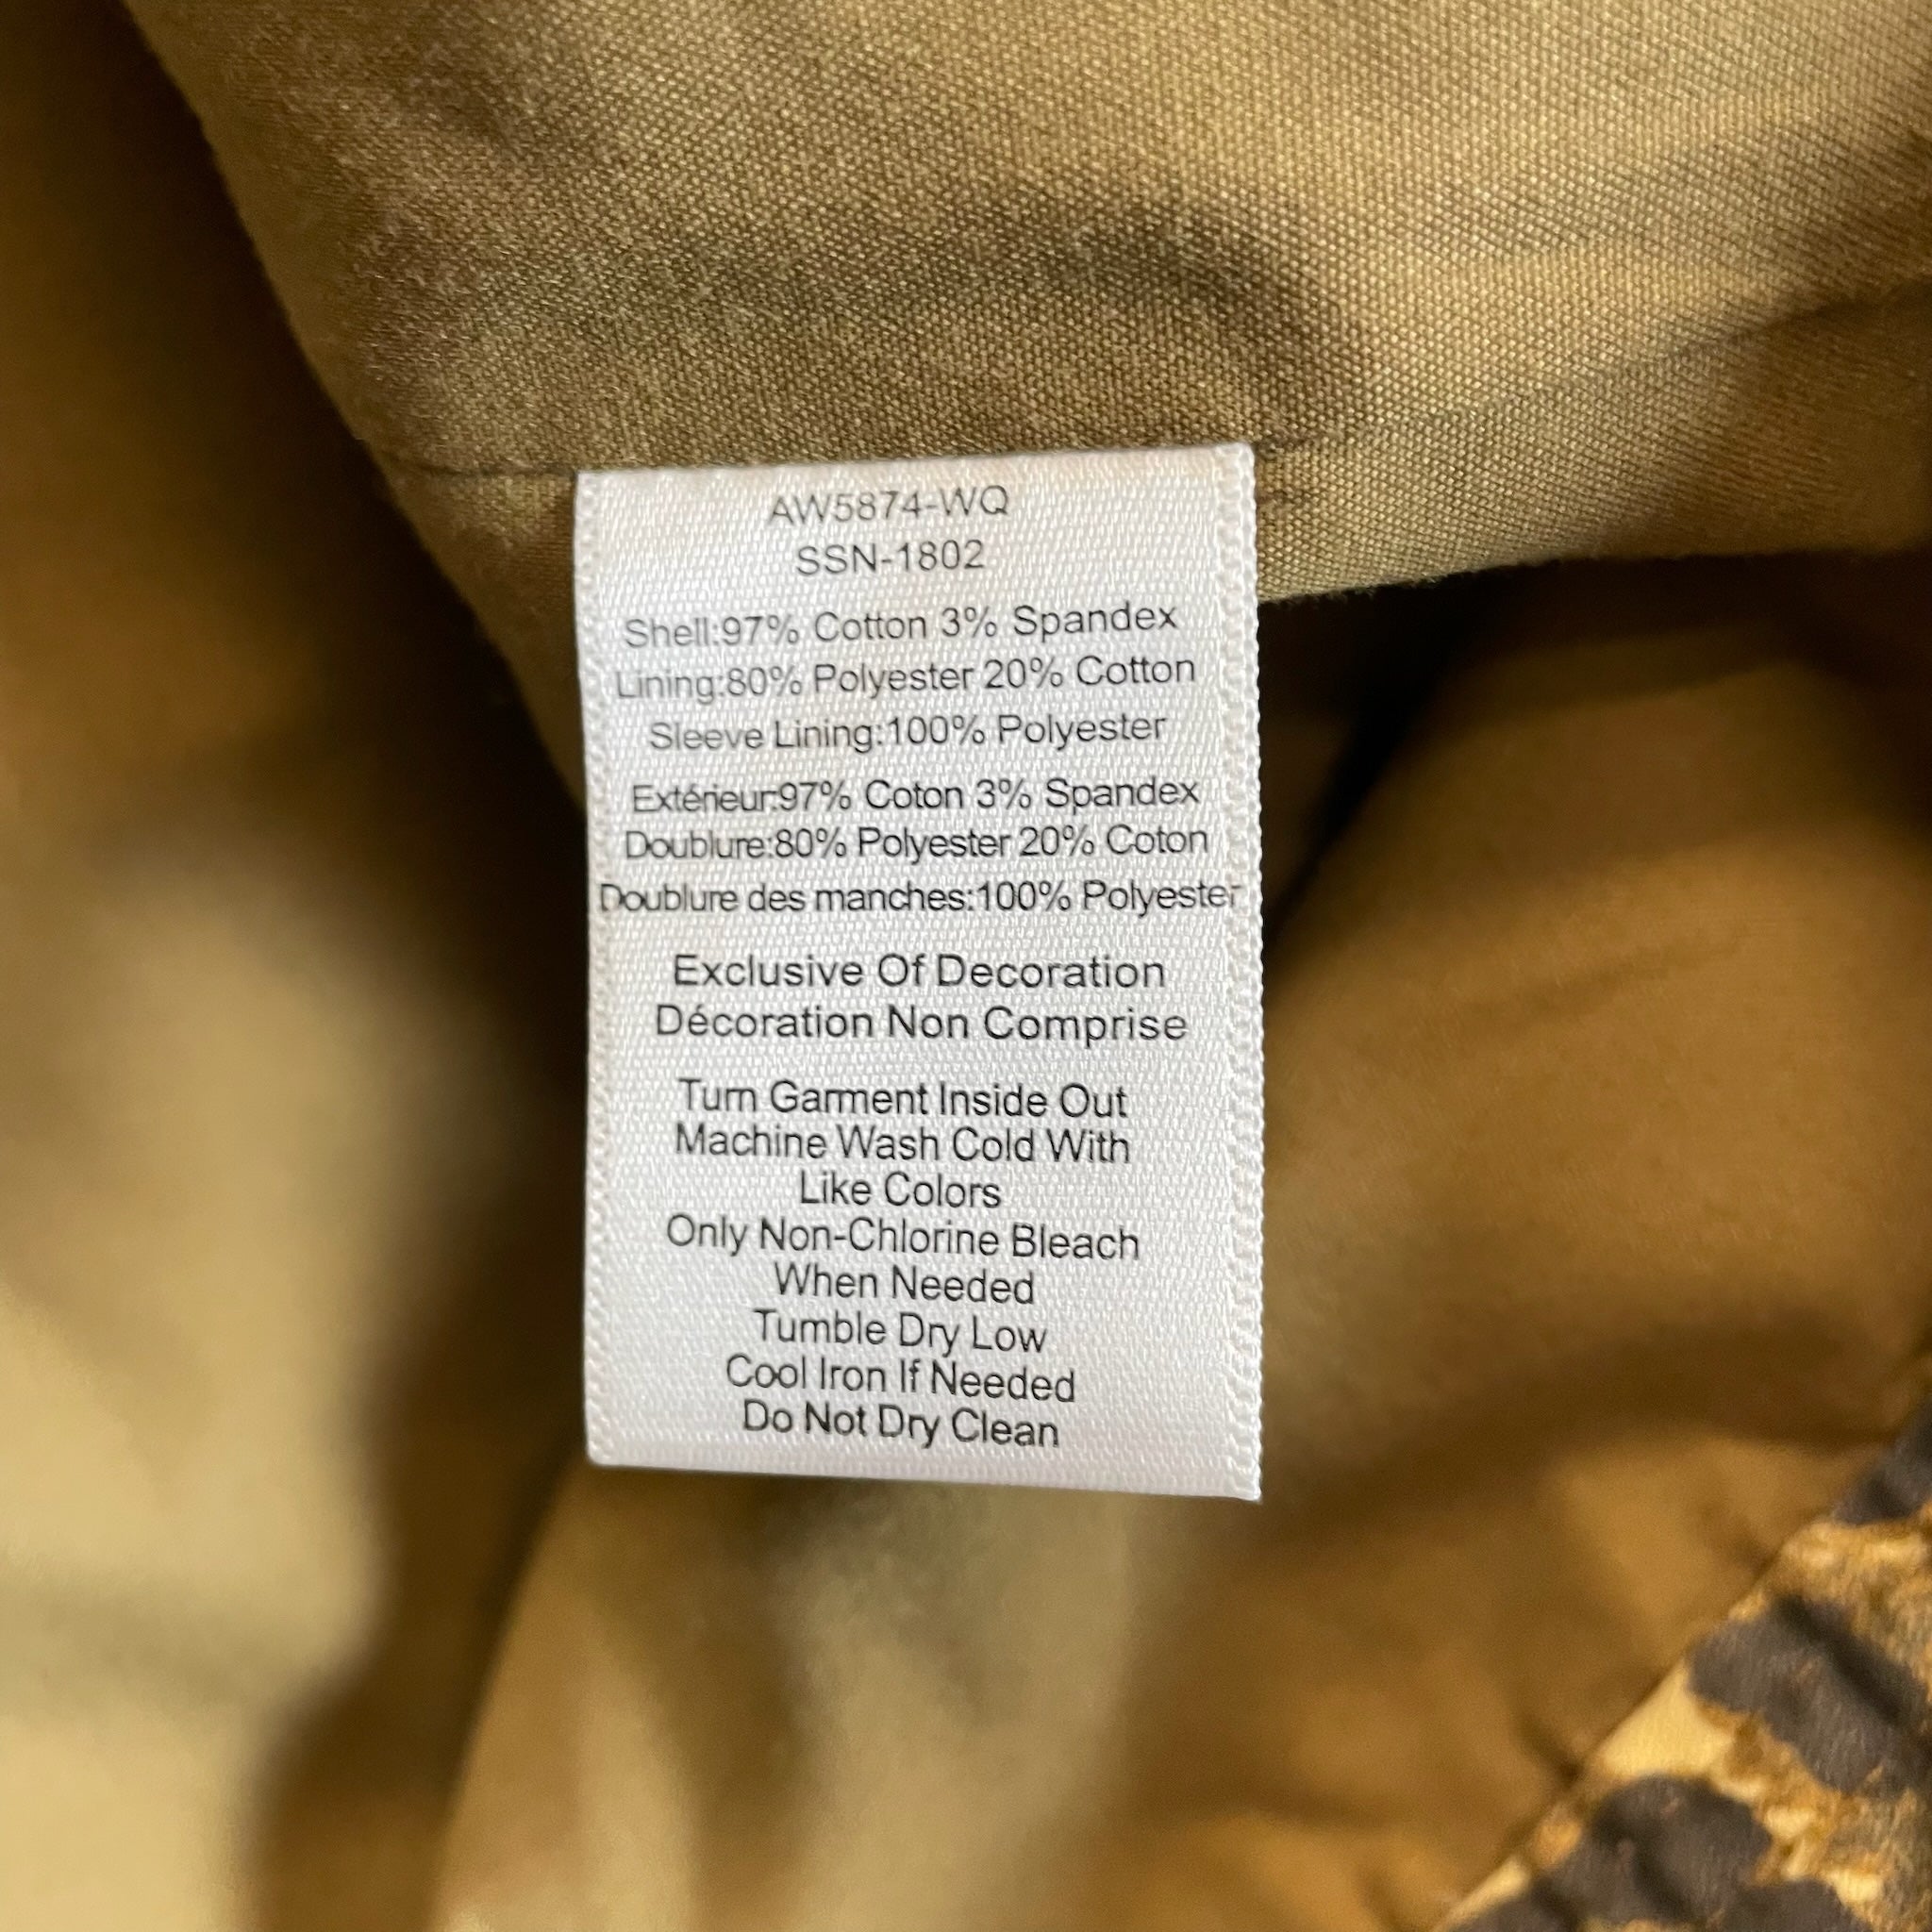 AW5874-WQ
SSN-1802
Shell:97% Cotton 3% Spandex
Lining:80% Polyester 20% Cotton
Sleeve Lining:100% Polyester
Extérieur:97% Coton 3% Spandex
Doublure:80% Polyester 20% Coton
Doublure des manches:100% Polyester
Exclusive Of Decoration
Décoration Non Comprise
Turn Garment Inside Out
Machine Wash Cold With
Like Colors
Only Non-Chlorine Bleach
When Needed
Tumble Dry Low
Cool Iron If Needed
Do Not Dry Clean